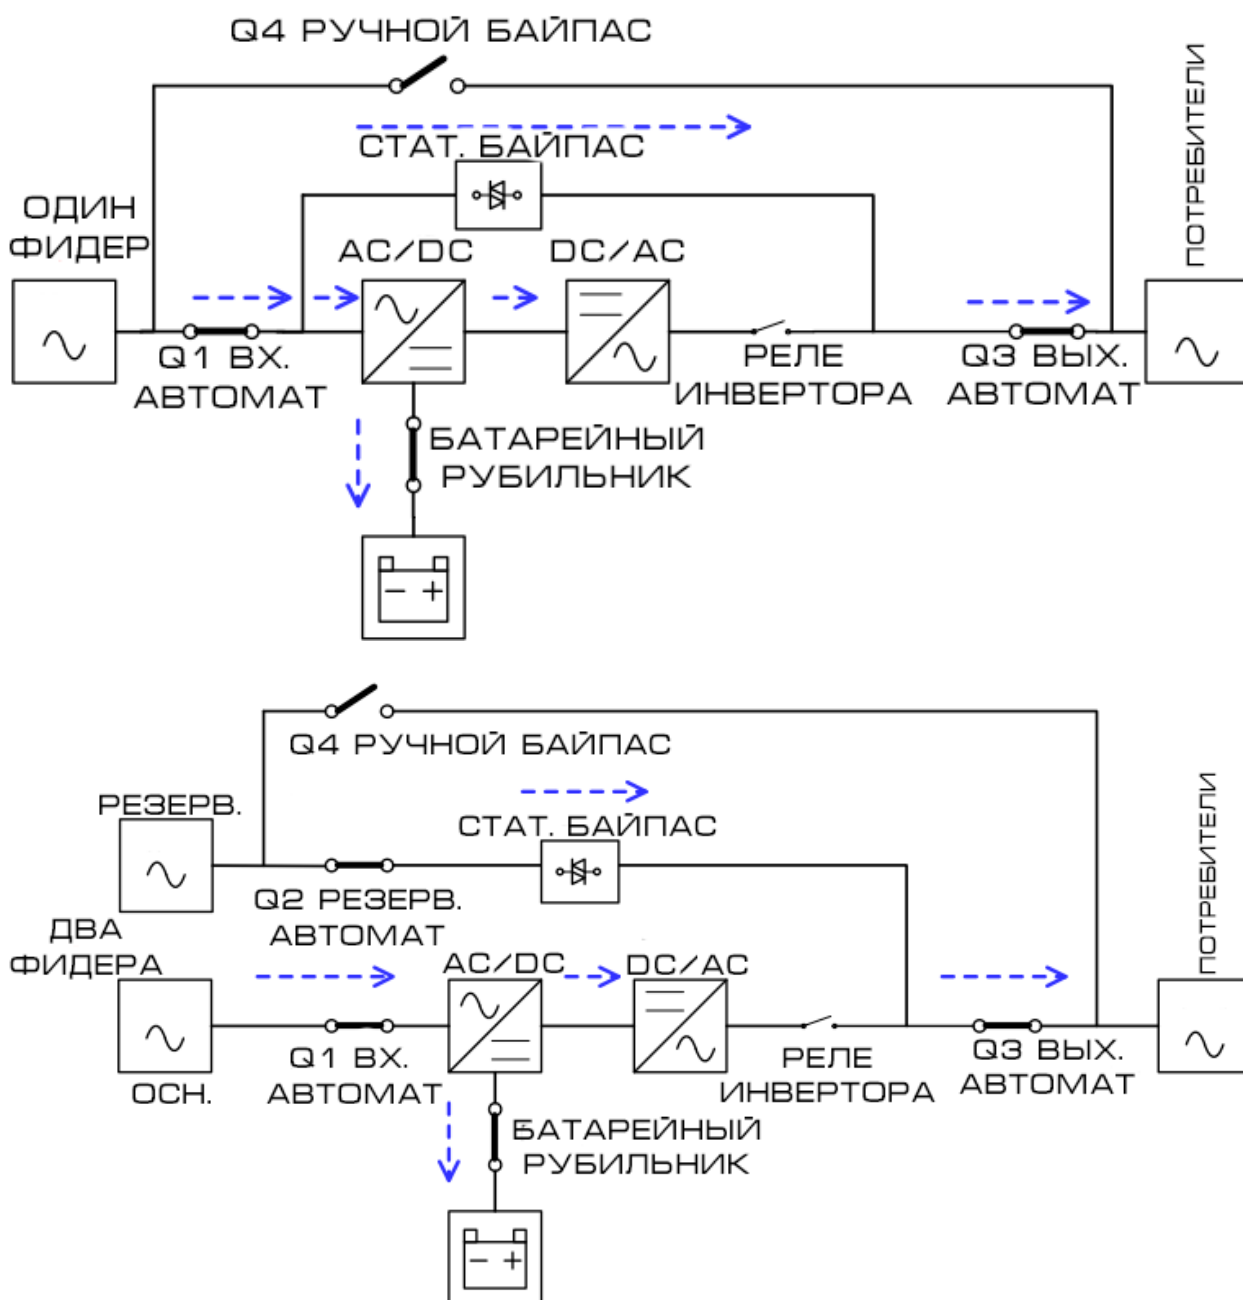 Q4 РУЧНОЙ БАЙПАС
ПОТРЕБИТЕЛИ
СТАТ. БАЙПАС
ОДИН
ФИДЕР
AC/DC
DC/AC
Q1 ВХ.
АВТОМАТ
РЕЛЕ
ИНВЕРТОРА
Q3 ВЫХ.
АВТОМАТ
БАТАРЕЙНЫЙ
РУБИЛЬНИК
- +
Q4 РУЧНОЙ БАЙПАС
ПОТРЕБИТЕЛИ
РЕЗЕРВ.
СТАТ. БАЙПАС
Q2 РЕЗЕРВ.
АВТОМАТ
ДВА
ФИДЕРА
AC/DC
DC/AC
ОСН.
Q1 ВХ.
АВТОМАТ
РЕЛЕ
ИНВЕРТОРА
Q3 ВЫХ.
АВТОМАТ
БАТАРЕЙНЫЙ
РУБИЛЬНИК
- +